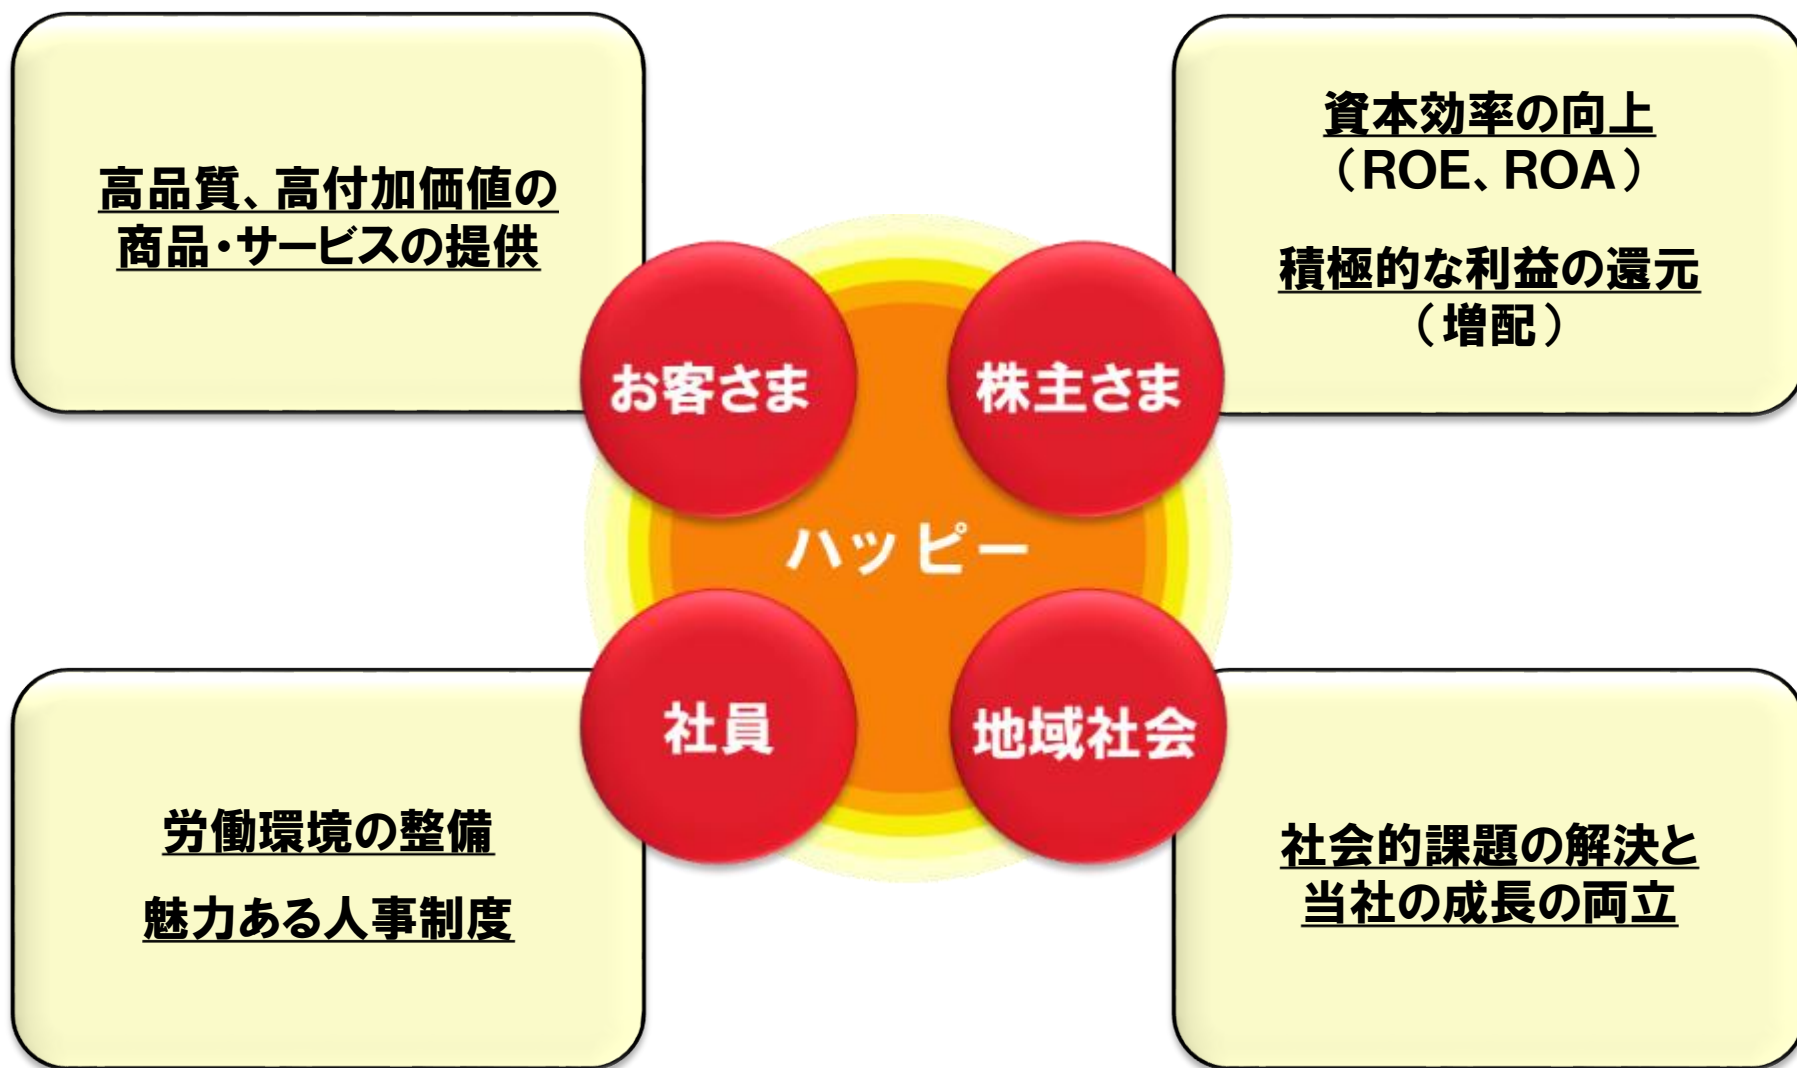 高品質、高付加価値の
商品・サービスの提供
資本効率の向上
（ROE、ROA）
積極的な利益の還元
（増配）
お客さま
株主さま
ハッピー
社員
地域社会
労働環境の整備
魅力ある人事制度
社会的課題の解決と
当社の成長の両立